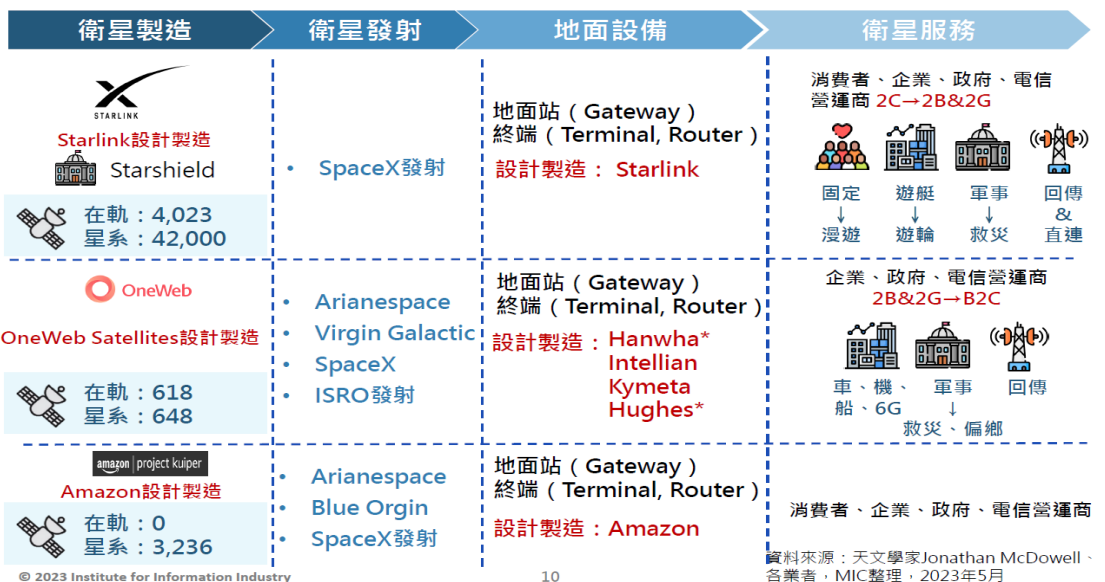 衛星製造
衛星發射
地面設備
衛星服務
STARLINK
Starlink設計製造
Starshield
在軌：4,023
星系：42,000
• SpaceX發射
地面站（Gateway）
終端（Terminal, Router）
設計製造： Starlink
消費者、企業、政府、電信
營運商 2C→2B&2G
固定
↓
漫遊
遊艇
↓
遊輪
軍事
↓
救災
回傳
&
直連
OneWeb
OneWeb Satellites設計製造
在軌：618
星系：648
• Arianespace
• Virgin Galactic
• SpaceX
• ISRO發射
地面站（Gateway）
終端（Terminal, Router）
設計製造： Hanwha*
Intellian
Kymeta
Hughes*
企業、政府、電信營運商
2B&2G→B2C
車、機、
船、6G
軍事
↓
救災、偏鄉
回傳
amazon | project kuiper
Amazon設計製造
在軌：0
星系：3,236
• Arianespace
• Blue Orgin
• SpaceX發射
地面站（Gateway）
終端（Terminal, Router）
設計製造：Amazon
消費者、企業、政府、電信營運商
資料來源：天文學家Jonathan McDowell、
各業者，MIC整理，2023年5月
© 2023 Institute for Information Industry
10